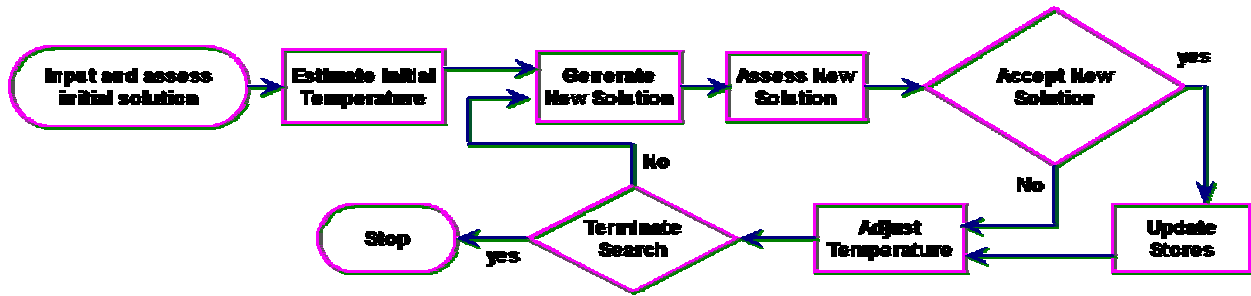 Input and assess
initial solution
Estimate Initial
Temperature
Generate
New Solution
Assess New
Solution
Accept New
Solution
yes
No
Update
Stores
Adjust
Temperature
Terminate
Search
No
yes
Stop